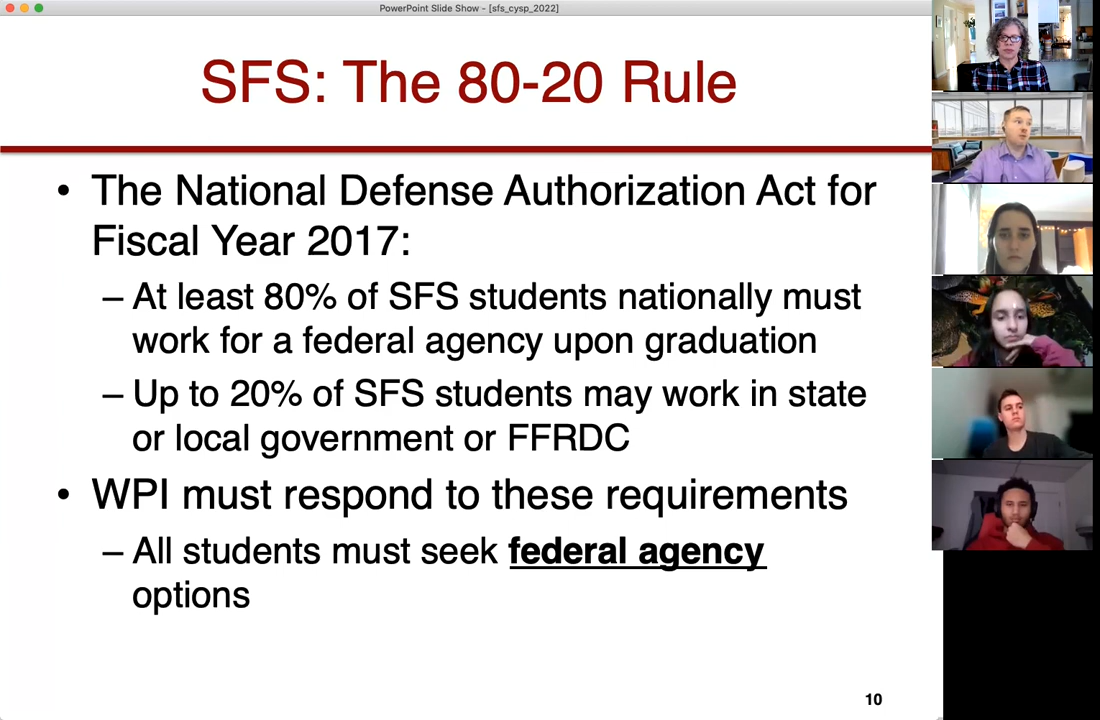 PowerPoint Slide Show - [sfs_cysp_2022]
SFS: The 80-20 Rule
• The National Defense Authorization Act for
Fiscal Year 2017:
– At least 80% of SFS students nationally must
work for a federal agency upon graduation
– Up to 20% of SFS students may work in state
or local government or FFRDC
• WPI must respond to these requirements
– All students must seek federal agency
options
10